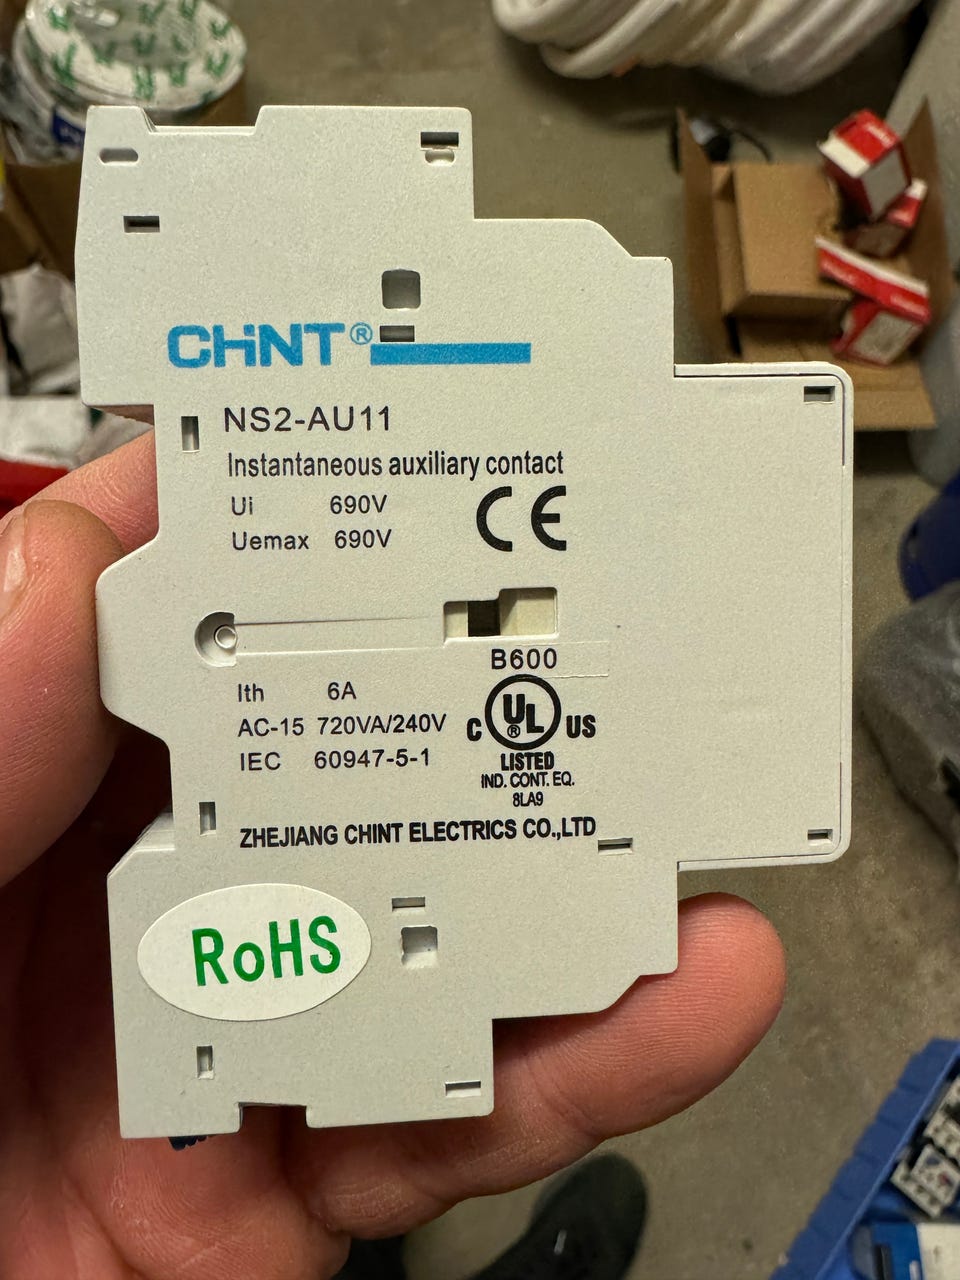 CHINT®
NS2-AU11
Instantaneous auxiliary contact
Ui 690V
Uemax 690V
CE
B600
Ith 6A
AC-15 720VA/240V
IEC 60947-5-1
C UL® US
LISTED
IND. CONT. EQ.
8LA9
ZHEJIANG CHINT ELECTRICS CO.,LTD
RoHS